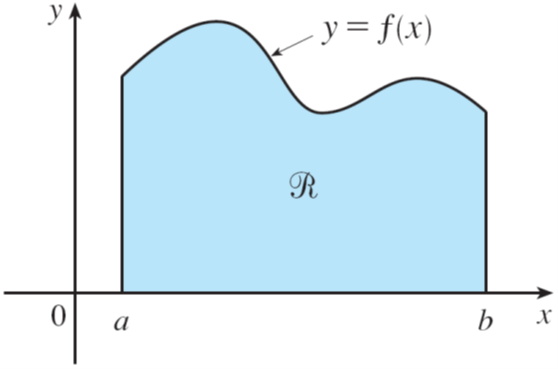 y
y = f(x)
ℛ
0 a b x